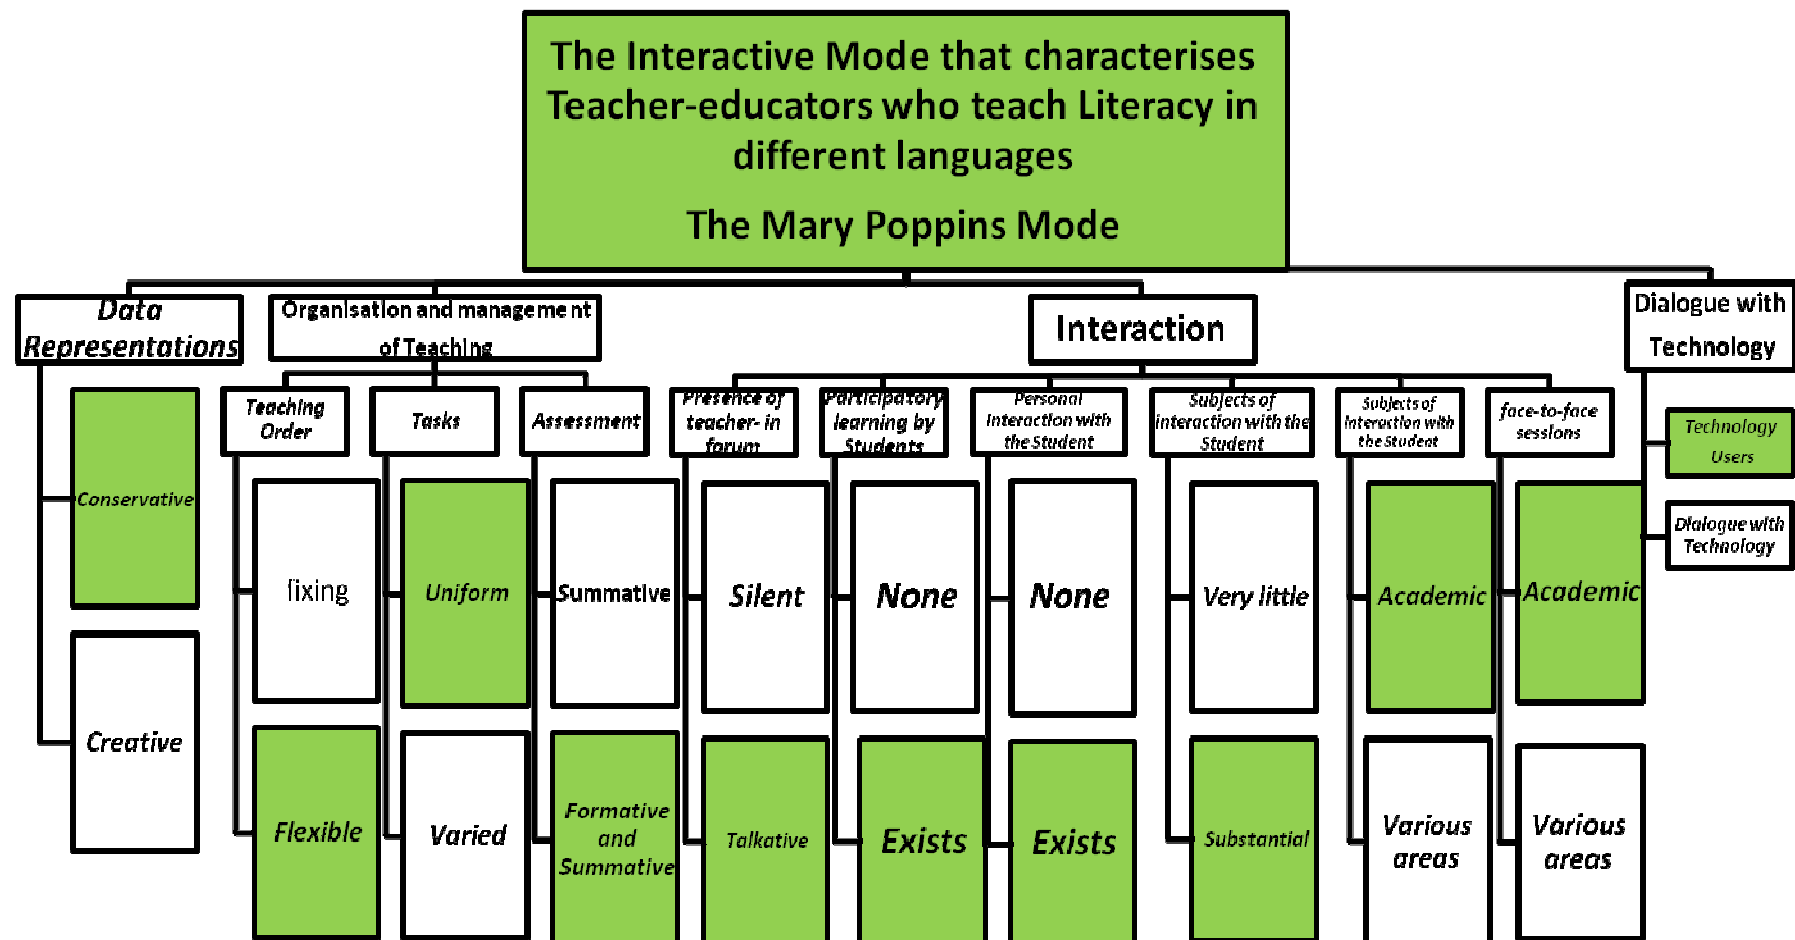 The Interactive Mode that characterises
Teacher-educators who teach Literacy in
different languages
The Mary Poppins Mode
Data
Representations
Organisation and management
of Teaching
Interaction
Dialogue with
Technology
Teaching
Order
Tasks
Assessment
Presence of
teacher- in
forum
Participatory
learning by
Students
Personal
Interaction with
the Student
Subjects of
interaction with the
Student
Subjects of
Interaction with
the Student
face-to-face
sessions
Technology
Users
Dialogue with
Technology
Conservative
fixing
Uniform
Summative
Silent
None
None
Very little
Academic
Academic
Creative
Flexible
Varied
Formative
and
Summative
Talkative
Exists
Exists
Substantial
Various
areas
Various
areas